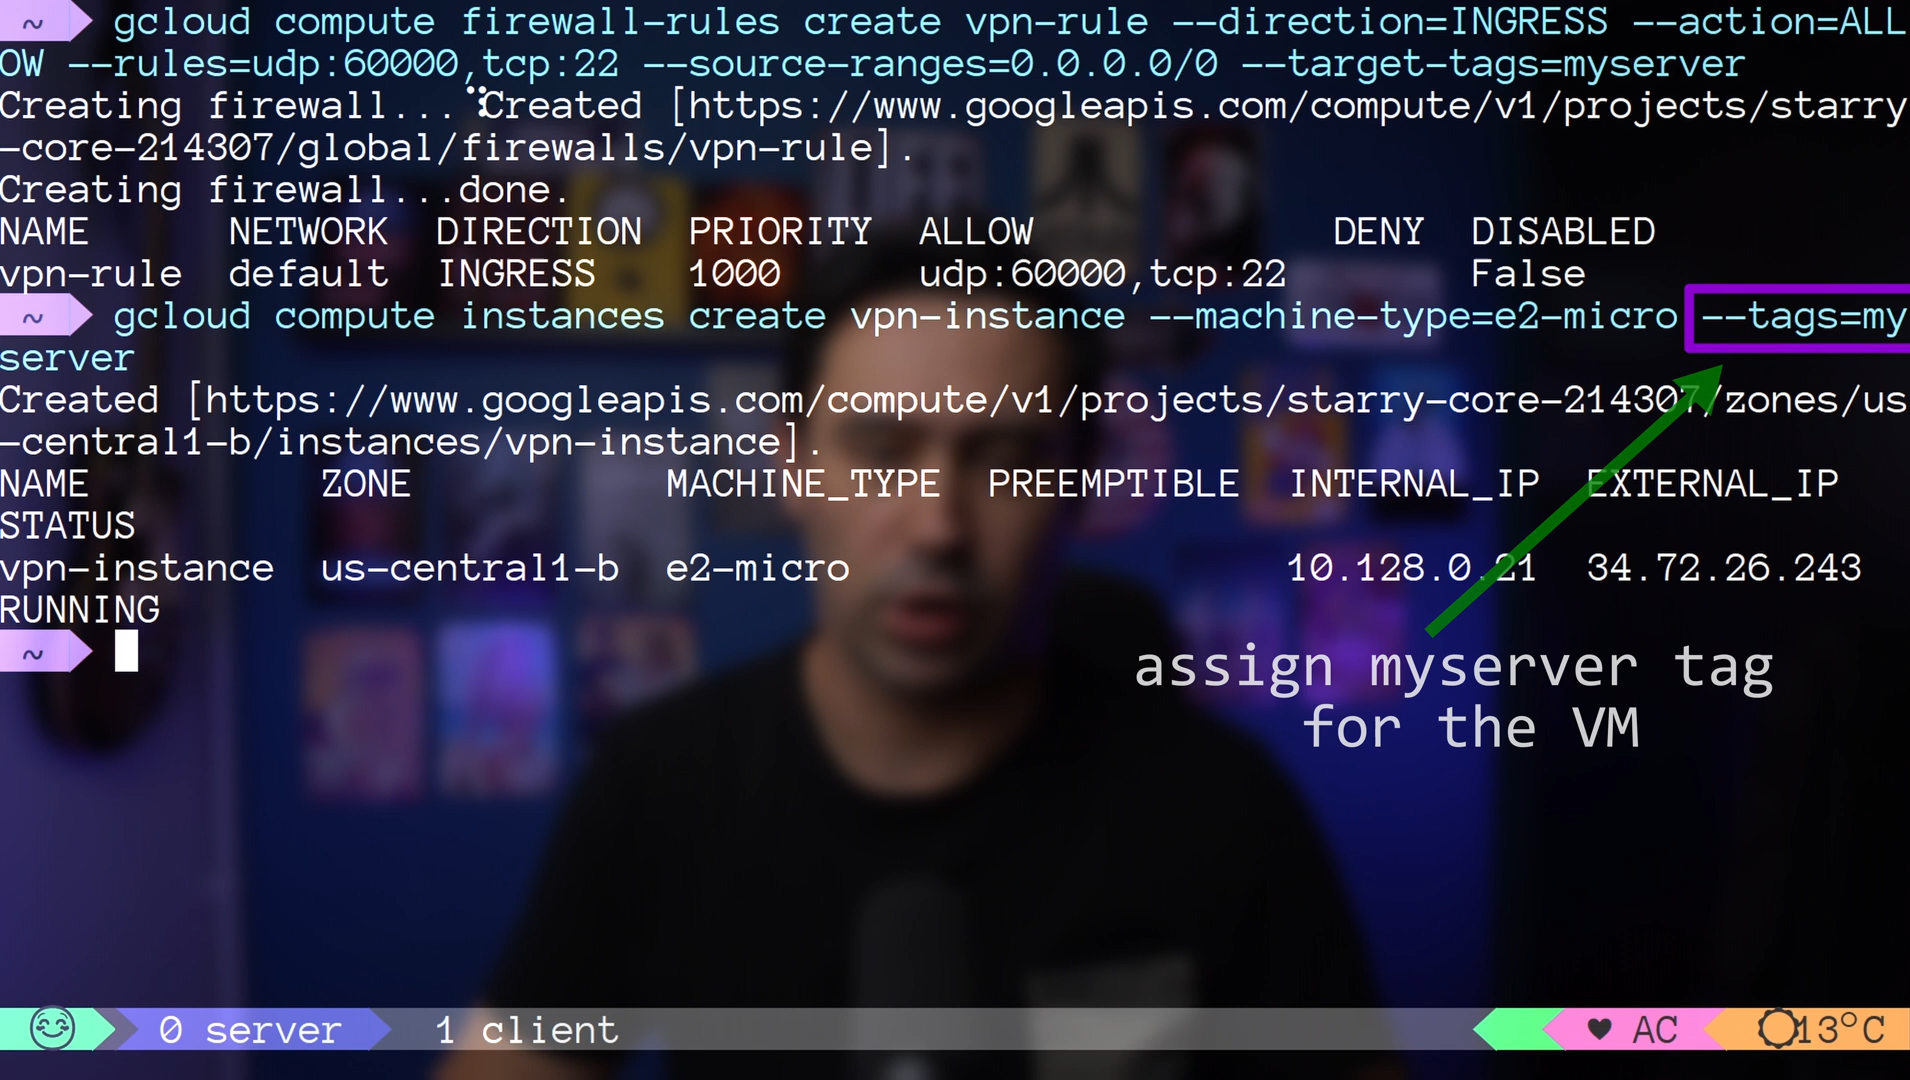 ~ gcloud compute firewall-rules create vpn-rule --direction=INGRESS --action=ALL
OW --rules=udp:60000,tcp:22 --source-ranges=0.0.0.0/0 --target-tags=myserver
Creating firewall...⠹Created [https://www.googleapis.com/compute/v1/projects/starry
-core-214307/global/firewalls/vpn-rule].
Creating firewall...done.
NAME      NETWORK  DIRECTION  PRIORITY  ALLOW             DENY  DISABLED
vpn-rule  default  INGRESS    1000      udp:60000,tcp:22        False
~ gcloud compute instances create vpn-instance --machine-type=e2-micro --tags=my
server
Created [https://www.googleapis.com/compute/v1/projects/starry-core-214307/zones/us
-central1-b/instances/vpn-instance].
NAME          ZONE           MACHINE_TYPE  PREEMPTIBLE  INTERNAL_IP  EXTERNAL_IP
STATUS
vpn-instance  us-central1-b  e2-micro                   10.128.0.21  34.72.26.243
RUNNING
~
assign myserver tag
for the VM
0 server 1 client ♥ AC 13°C